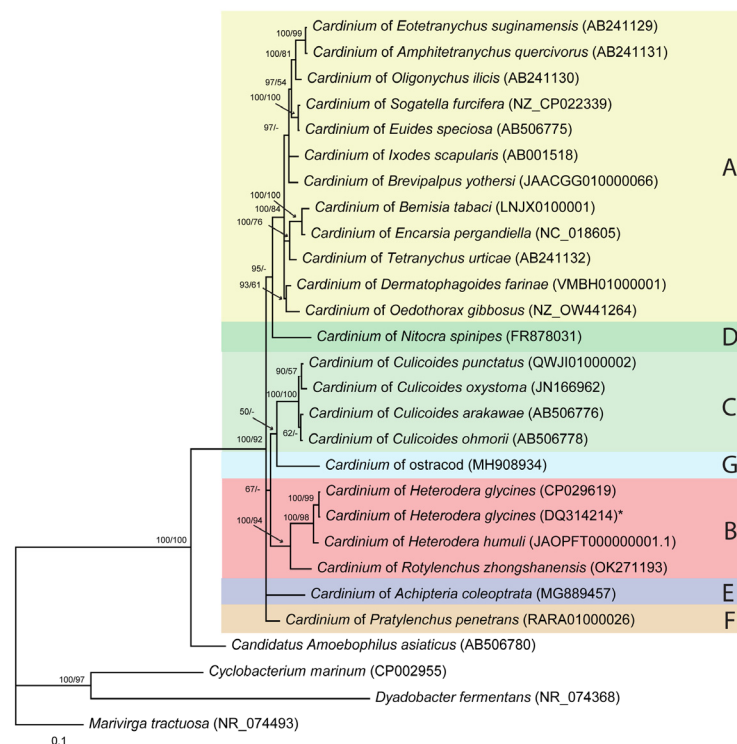 100/99
Cardinium of Eotetranychus suginamensis (AB241129)
100/81
Cardinium of Amphitetranychus quercivorus (AB241131)
97/54
Cardinium of Oligonychus ilicis (AB241130)
100/100
Cardinium of Sogatella furcifera (NZ_CP022339)
97/-
Cardinium of Euides speciosa (AB506775)
Cardinium of Ixodes scapularis (AB001518)
A
Cardinium of Brevipalpus yothersi (JAACGG010000066)
100/100
Cardinium of Bemisia tabaci (LNJX0100001)
100/84
100/76
Cardinium of Encarsia pergandiella (NC_018605)
Cardinium of Tetranychus urticae (AB241132)
95/-
93/61
Cardinium of Dermatophagoides farinae (VMBH01000001)
Cardinium of Oedothorax gibbosus (NZ_OW441264)
Cardinium of Nitocra spinipes (FR878031)
D
Cardinium of Culicoides punctatus (QWJI01000002)
90/57
Cardinium of Culicoides oxystoma (JN166962)
100/100
C
50/-
Cardinium of Culicoides arakawae (AB506776)
62/-
Cardinium of Culicoides ohmorii (AB506778)
100/92
Cardinium of ostracod (MH908934)
G
67/-
Cardinium of Heterodera glycines (CP029619)
100/99
Cardinium of Heterodera glycines (DQ314214)*
100/98
100/94
B
Cardinium of Heterodera humuli (JAOPFT000000001.1)
100/100
Cardinium of Rotylenchus zhongshanensis (OK271193)
Cardinium of Achipteria coleoptrata (MG889457)
E
Cardinium of Pratylenchus penetrans (RARA01000026)
F
Candidatus Amoebophilus asiaticus (AB506780)
Cyclobacterium marinum (CP002955)
100/97
Dyadobacter fermentans (NR_074368)
Marivirga tractuosa (NR_074493)
0.1